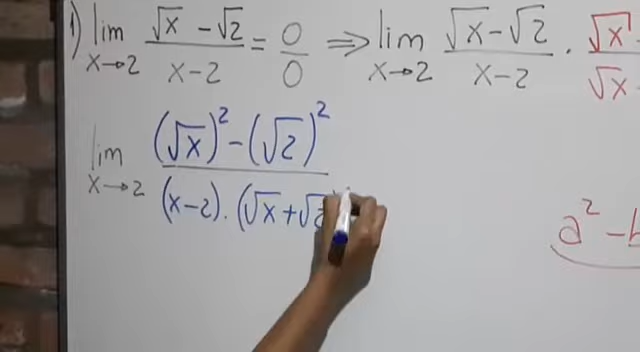 1) lim x→2 (√x - √2)/(x-2) = 0/0 ⇒ lim x→2 (√x-√2)/(x-2) · √x/√x
lim x→2 ((√x)² - (√2)²)/((x-2)·(√x+√2
a² -